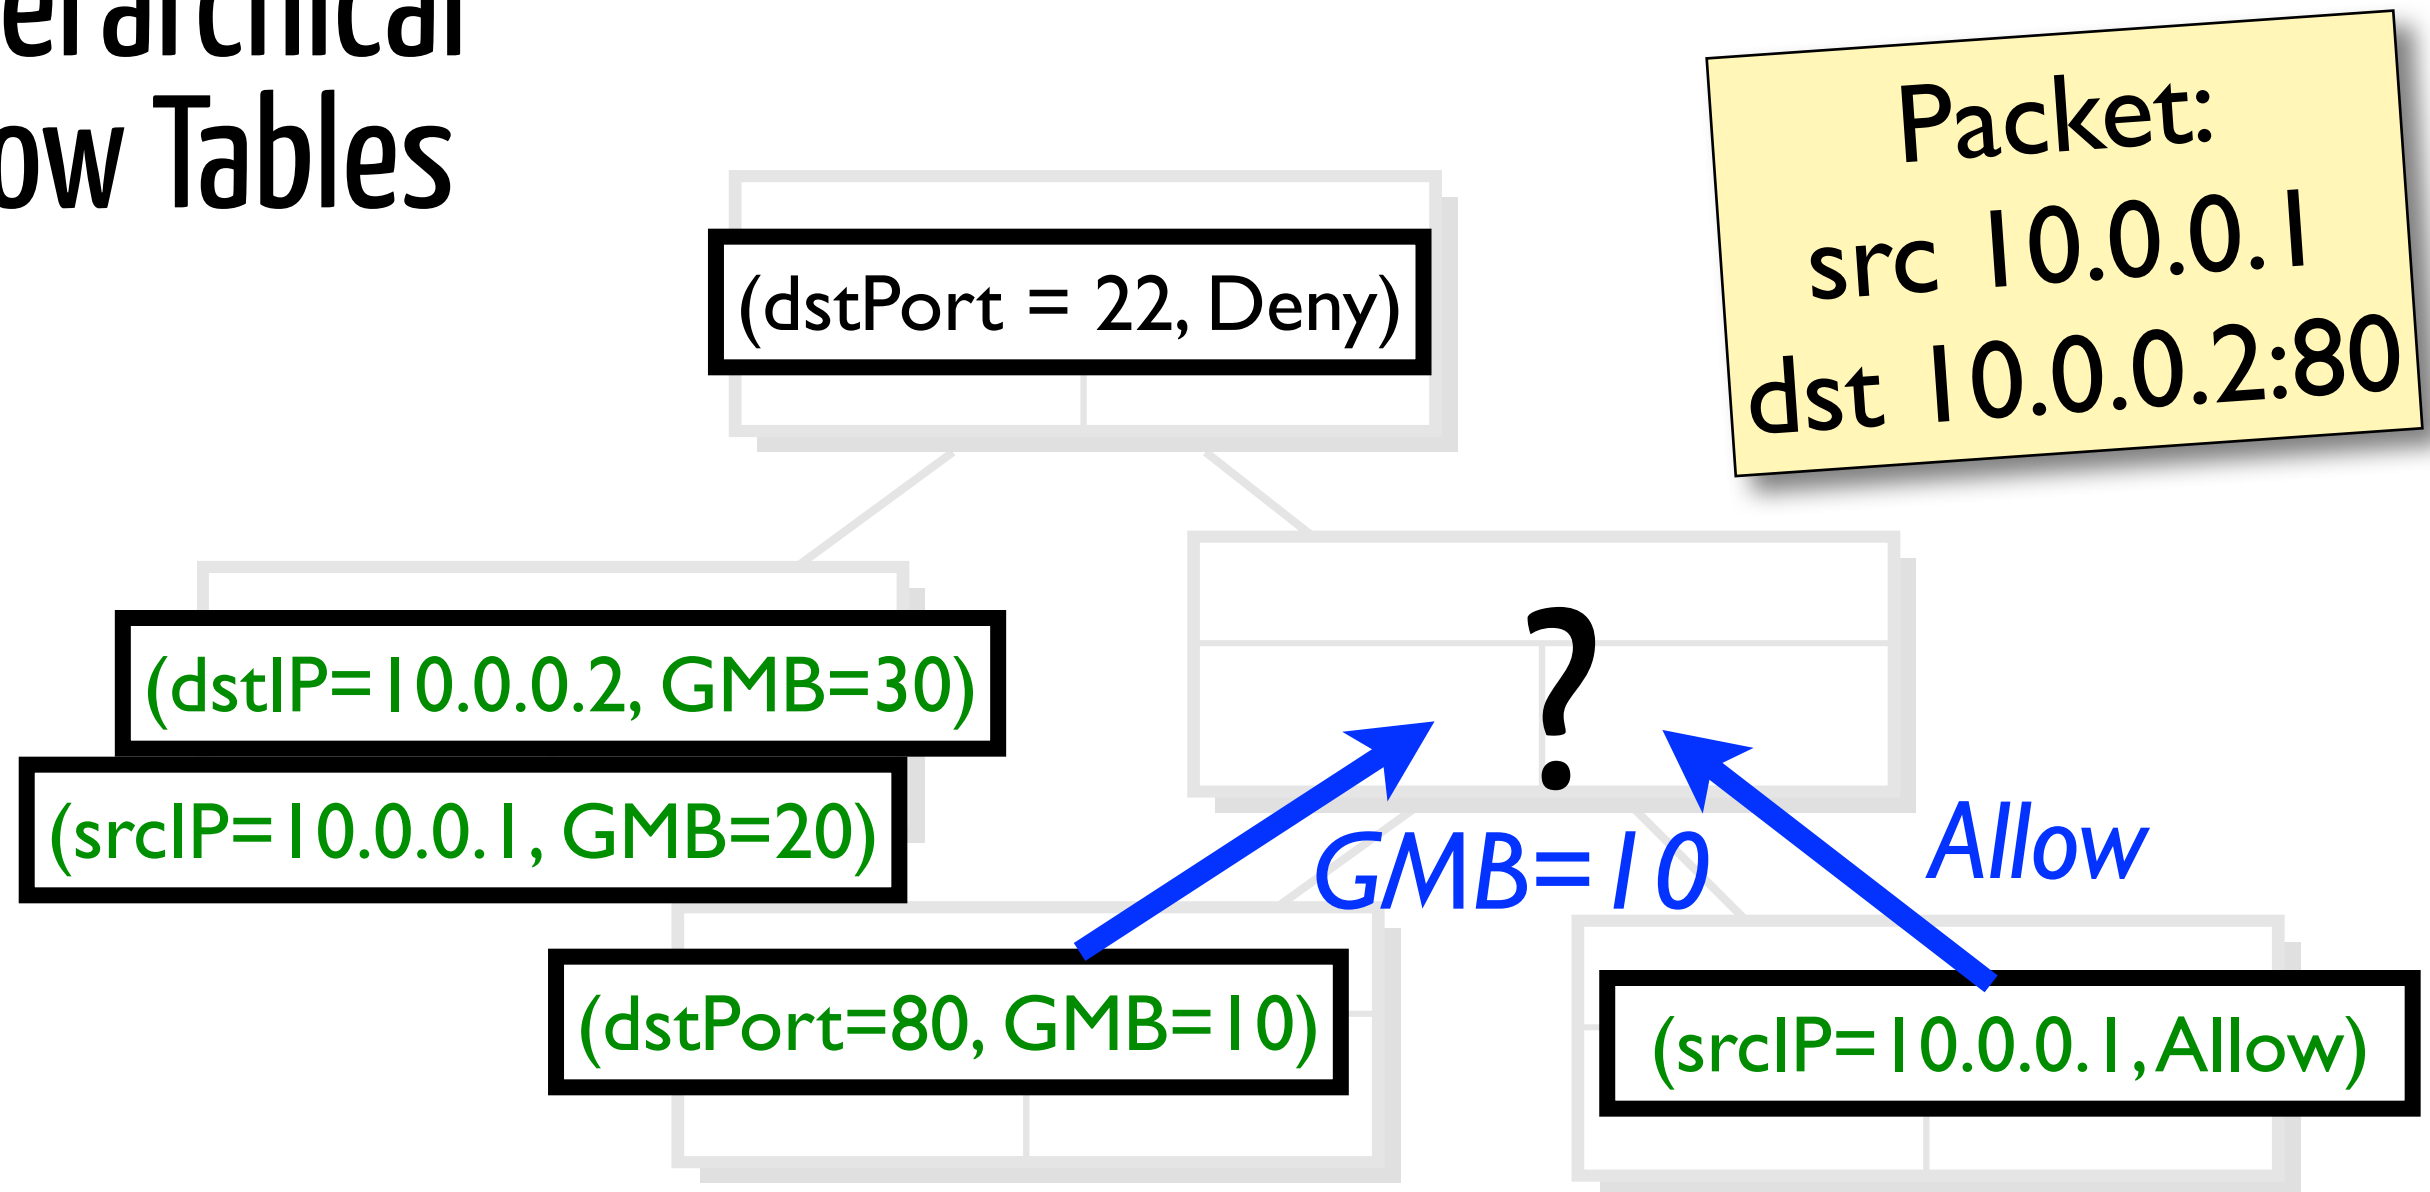 erarchical
ow Tables
Packet:
src 10.0.0.1
dst 10.0.0.2:80
(dstPort = 22, Deny)
?
(dstIP=10.0.0.2, GMB=30)
(srcIP=10.0.0.1, GMB=20)
GMB=10
Allow
(dstPort=80, GMB=10)
(srcIP=10.0.0.1, Allow)